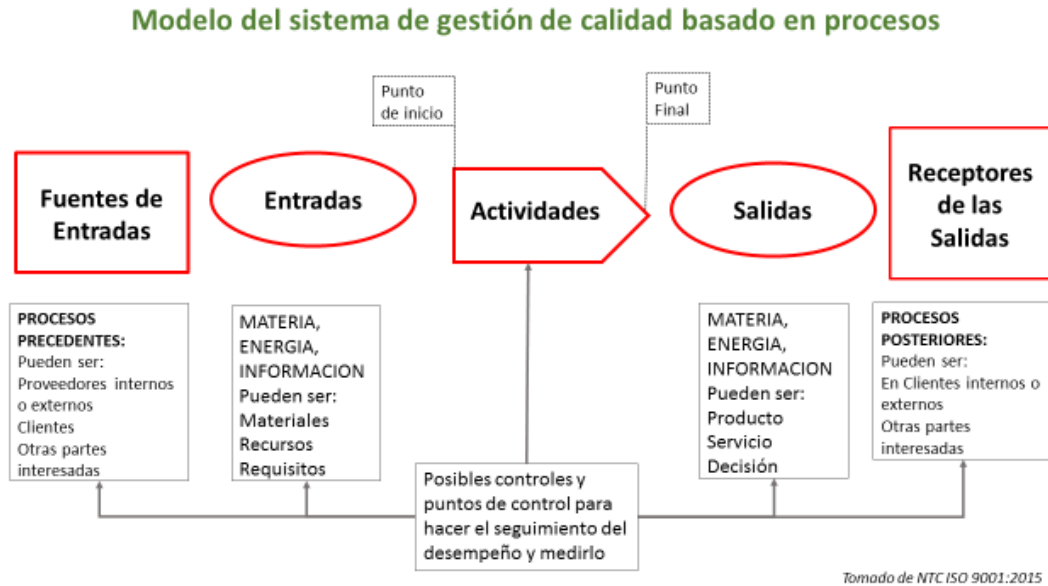 Modelo del sistema de gestión de calidad basado en procesos
Punto
de inicio
Punto
Final
Fuentes de
Entradas
Entradas
Actividades
Salidas
Receptores
de las
Salidas
PROCESOS
PRECEDENTES:
Pueden ser:
Proveedores internos
o externos
Clientes
Otras partes
interesadas
MATERIA,
ENERGIA,
INFORMACION
Pueden ser:
Materiales
Recursos
Requisitos
MATERIA,
ENERGIA,
INFORMACION
Pueden ser:
Producto
Servicio
Decisión
PROCESOS
POSTERIORES:
Pueden ser:
En Clientes internos o
externos
Otras partes
interesadas
Posibles controles y
puntos de control para
hacer el seguimiento del
desempeño y medirlo
Tomado de NTC ISO 9001:2015